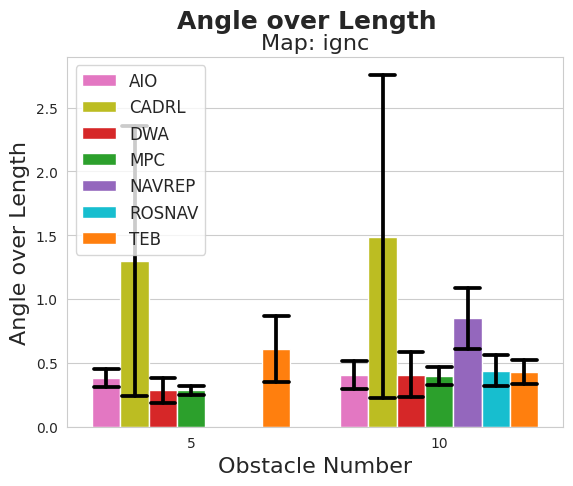 Angle over Length
Map: ignc
AIO
CADRL
DWA
MPC
NAVREP
ROSNAV
TEB
Angle over Length
2.5
2.0
1.5
1.0
0.5
0.0
5
10
Obstacle Number